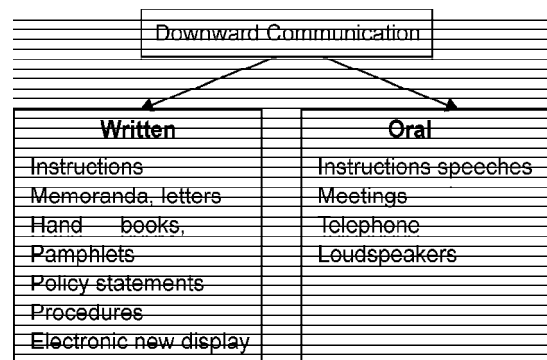 Downward Communication
Written
Instructions
Memoranda, letters
Hand books,
Pamphlets
Policy statements
Procedures
Electronic new display
Oral
Instructions speeches
Meetings
Telephone
Loudspeakers